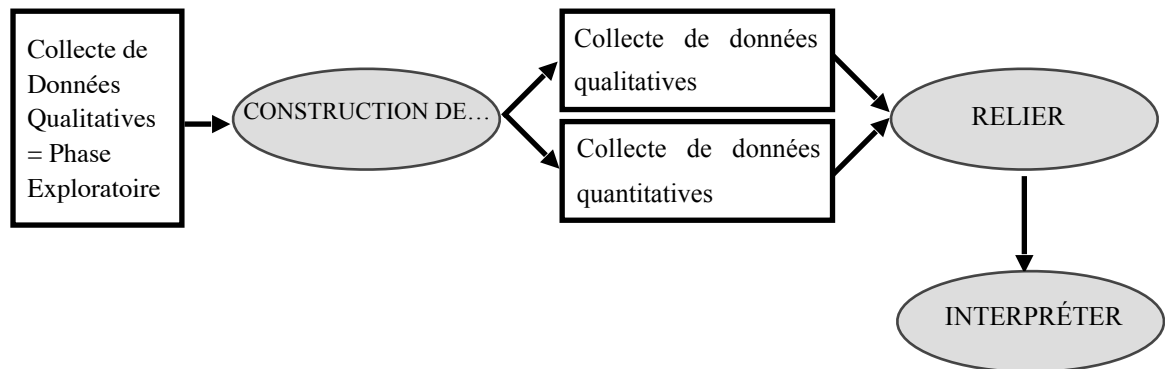 Collecte de
Données
Qualitatives
= Phase
Exploratoire
CONSTRUCTION DE…
Collecte de données
qualitatives
Collecte de données
quantitatives
RELIER
INTERPRÉTER